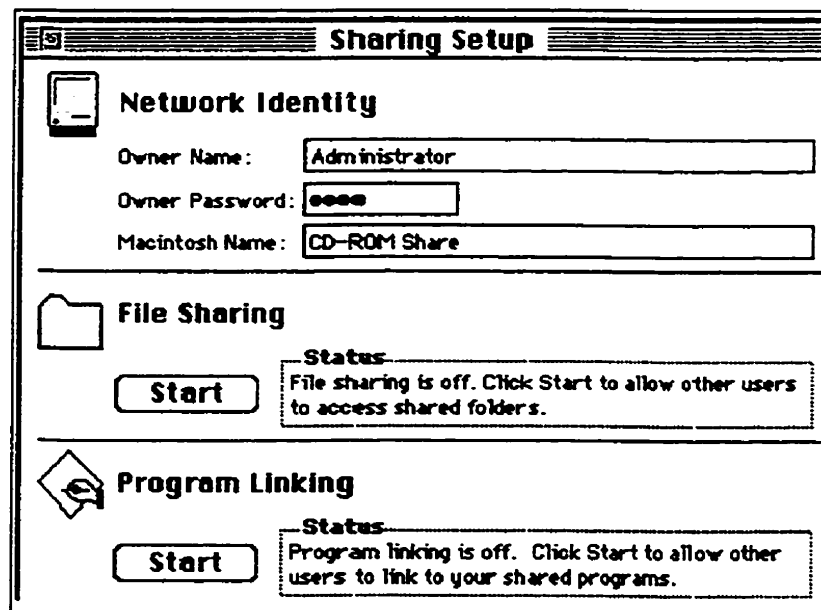 Sharing Setup
Network Identity
Owner Name: Administrator
Owner Password: ●●●●
Macintosh Name: CD-ROM Share
File Sharing
Status
Start
File sharing is off. Click Start to allow other users
to access shared folders.
Program Linking
Status
Start
Program linking is off. Click Start to allow other
users to link to your shared programs.